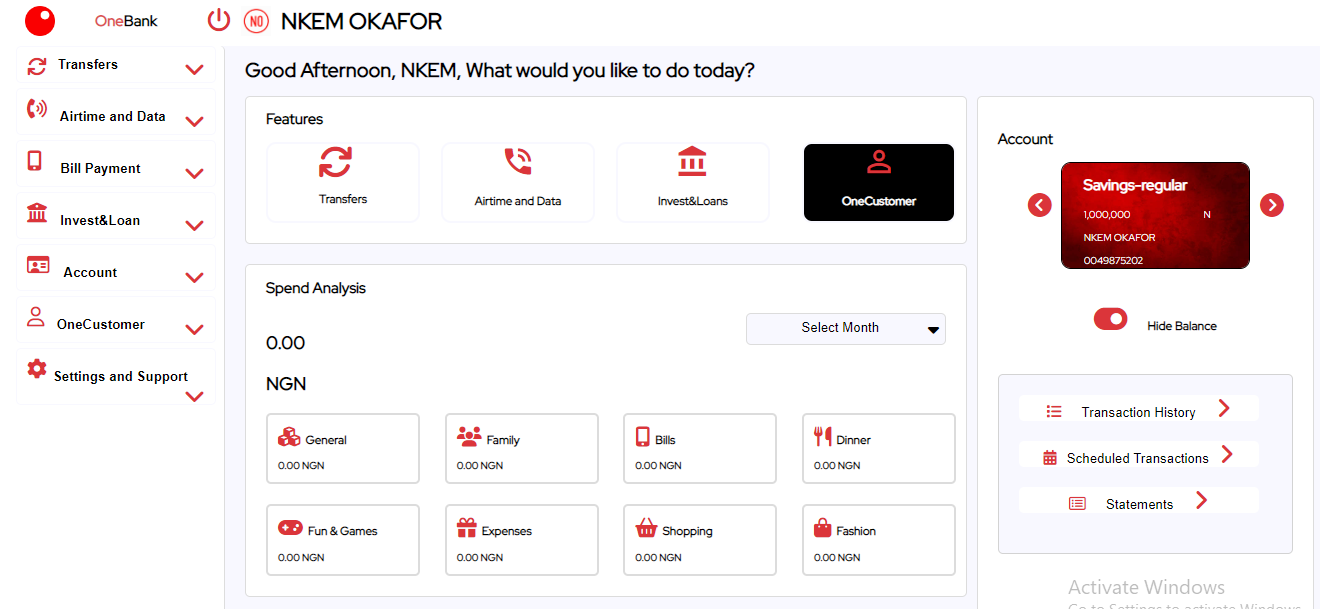 OneBank
NO
NKEM OKAFOR
Transfers
Airtime and Data
Bill Payment
Invest&Loan
Account
OneCustomer
Settings and Support
Good Afternoon, NKEM, What would you like to do today?
Features
Transfers
Airtime and Data
Invest&Loans
OneCustomer
Spend Analysis
0.00
Select Month
NGN
General
0.00 NGN
Family
0.00 NGN
Bills
0.00 NGN
Dinner
0.00 NGN
Fun & Games
0.00 NGN
Expenses
0.00 NGN
Shopping
0.00 NGN
Fashion
0.00 NGN
Account
Savings-regular
1,000,000 N
NKEM OKAFOR
0049875202
Hide Balance
Transaction History
Scheduled Transactions
Statements
Activate Windows
Go to Settings to activate Windows